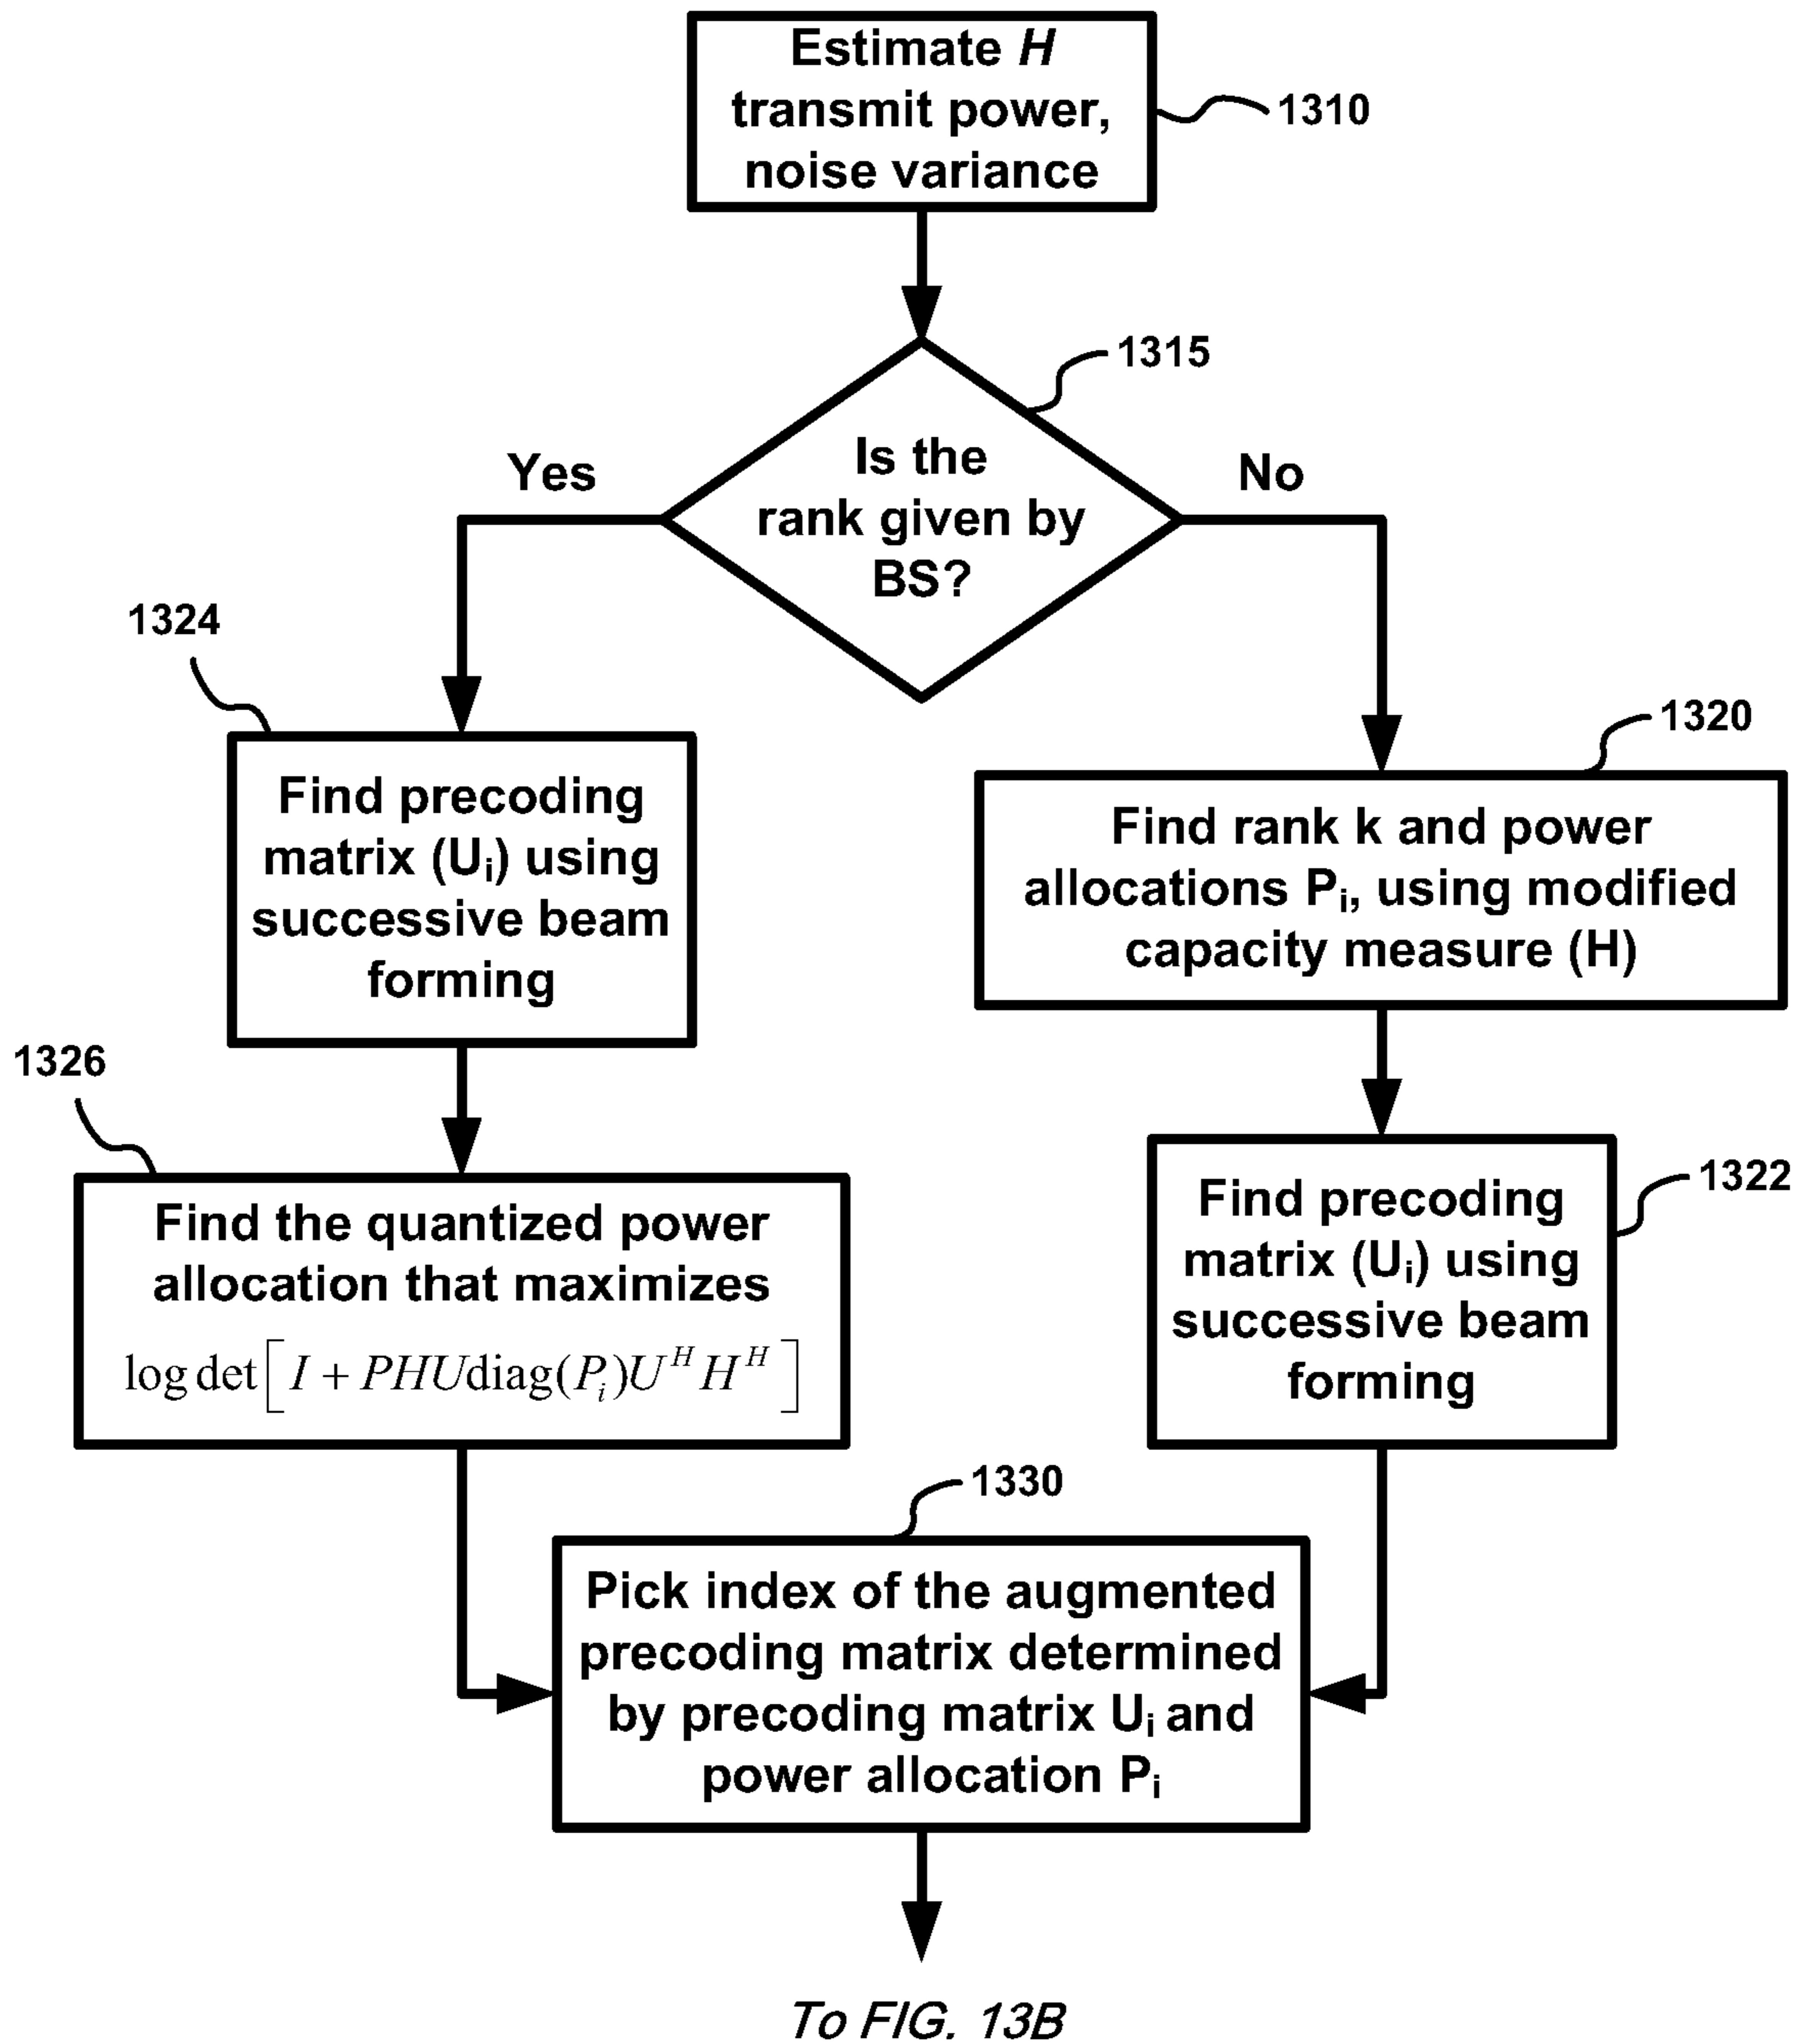 Estimate H
transmit power,
noise variance
1310
1315
Is the
rank given by
BS?
Yes
No
1324
Find precoding
matrix (Uᵢ) using
successive beam
forming
1320
Find rank k and power
allocations Pᵢ, using modified
capacity measure (H)
1326
Find the quantized power
allocation that maximizes
log det[I + PHUdiag(Pᵢ)Uᴴ Hᴴ]
1322
Find precoding
matrix (Uᵢ) using
successive beam
forming
1330
Pick index of the augmented
precoding matrix determined
by precoding matrix Uᵢ and
power allocation Pᵢ
To FIG. 13B